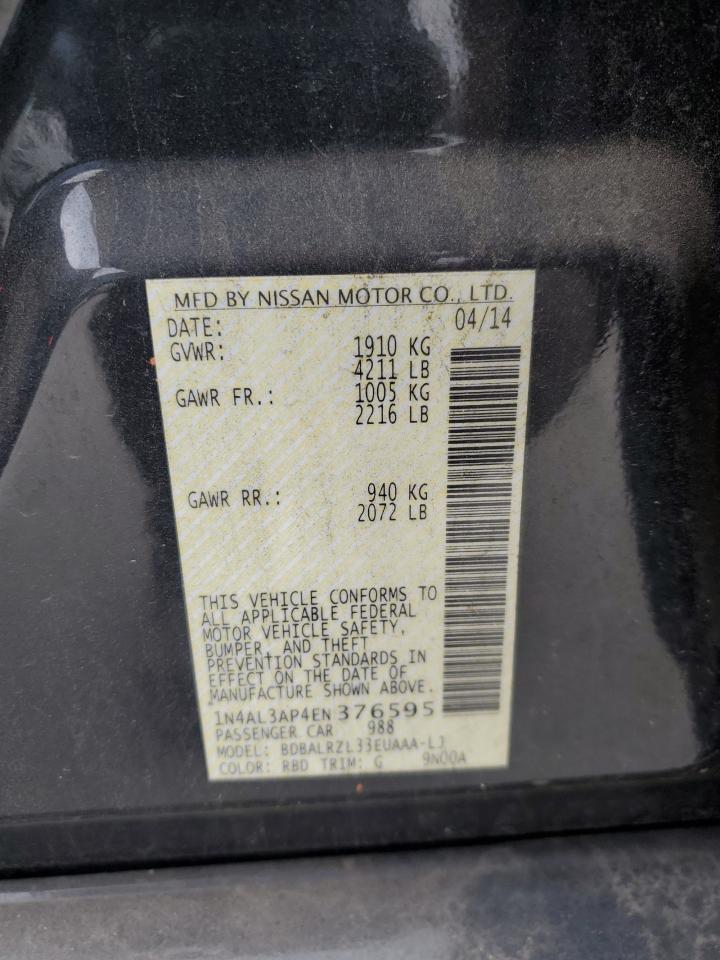 MFD BY NISSAN MOTOR CO., LTD.
DATE: 04/14
GVWR: 1910 KG
4211 LB
GAWR FR.: 1005 KG
2216 LB
GAWR RR.: 940 KG
2072 LB
THIS VEHICLE CONFORMS TO
ALL APPLICABLE FEDERAL
MOTOR VEHICLE SAFETY,
BUMPER, AND THEFT
PREVENTION STANDARDS IN
EFFECT ON THE DATE OF
MANUFACTURE SHOWN ABOVE.
1N4AL3AP4EN376595
PASSENGER CAR 988
MODEL: BDBALRZL33EUAAA-LJ
COLOR: RBD TRIM: G 9N00A